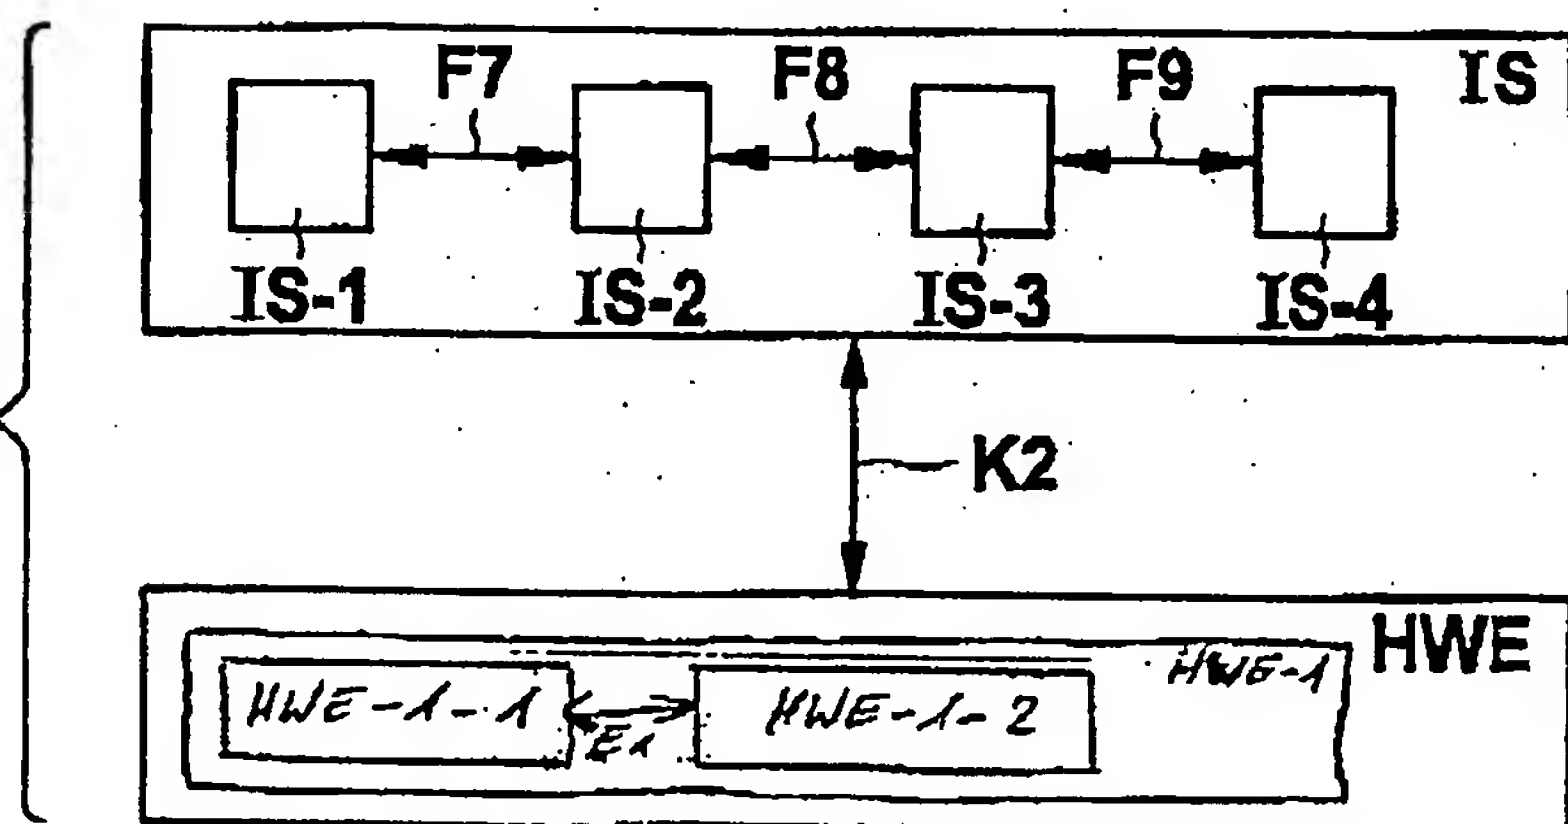 F7 F8 F9 IS
IS-1 IS-2 IS-3 IS-4
K2
HWE
HWE-1
HWE-1-1 HWE-1-2
E1